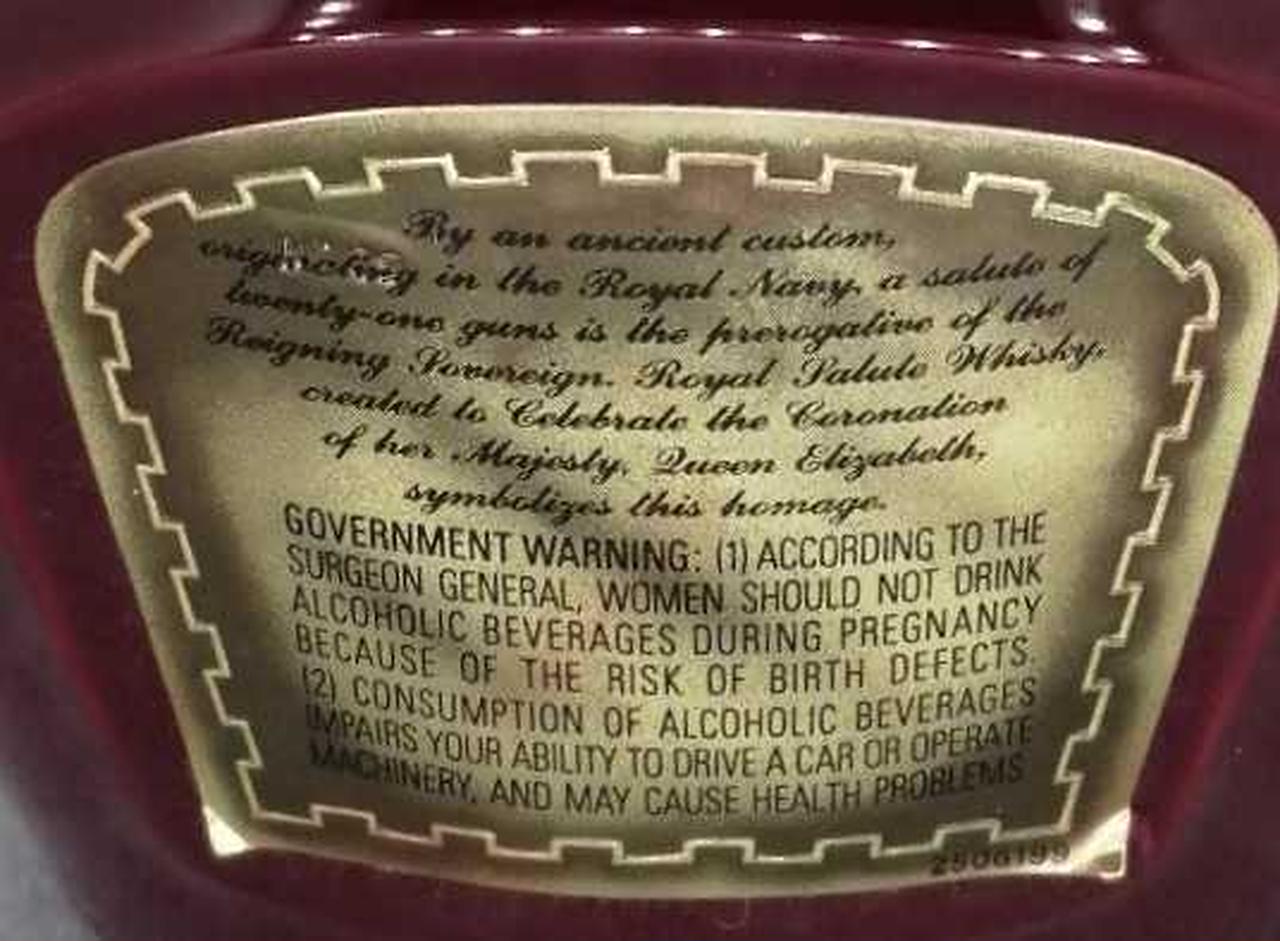 By an ancient custom,
originating in the Royal Navy, a salute of
twenty-one guns is the prerogative of the
Reigning Sovereign. Royal Salute Whisky,
created to Celebrate the Coronation
of her Majesty, Queen Elizabeth,
symbolizes this homage.
GOVERNMENT WARNING: (1) ACCORDING TO THE
SURGEON GENERAL, WOMEN SHOULD NOT DRINK
ALCOHOLIC BEVERAGES DURING PREGNANCY
BECAUSE OF THE RISK OF BIRTH DEFECTS.
(2) CONSUMPTION OF ALCOHOLIC BEVERAGES
IMPAIRS YOUR ABILITY TO DRIVE A CAR OR OPERATE
MACHINERY, AND MAY CAUSE HEALTH PROBLEMS